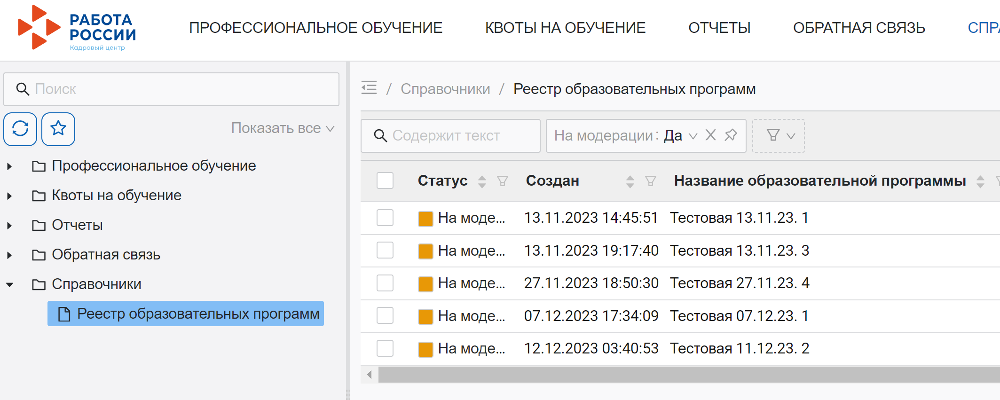 РАБОТА
РОССИИ
Кадровый центр
ПРОФЕССИОНАЛЬНОЕ ОБУЧЕНИЕ КВОТЫ НА ОБУЧЕНИЕ ОТЧЕТЫ ОБРАТНАЯ СВЯЗЬ
Поиск
Показать все
Профессиональное обучение
Квоты на обучение
Отчеты
Обратная связь
Справочники
Реестр образовательных программ
/ Справочники / Реестр образовательных программ
Содержит текст На модерации: Да
Статус Создан Название образовательной программы
На моде... 13.11.2023 14:45:51 Тестовая 13.11.23. 1
На моде... 13.11.2023 19:17:40 Тестовая 13.11.23. 3
На моде... 27.11.2023 18:50:30 Тестовая 27.11.23. 4
На моде... 07.12.2023 17:34:09 Тестовая 07.12.23. 1
На моде... 12.12.2023 03:40:53 Тестовая 11.12.23. 2